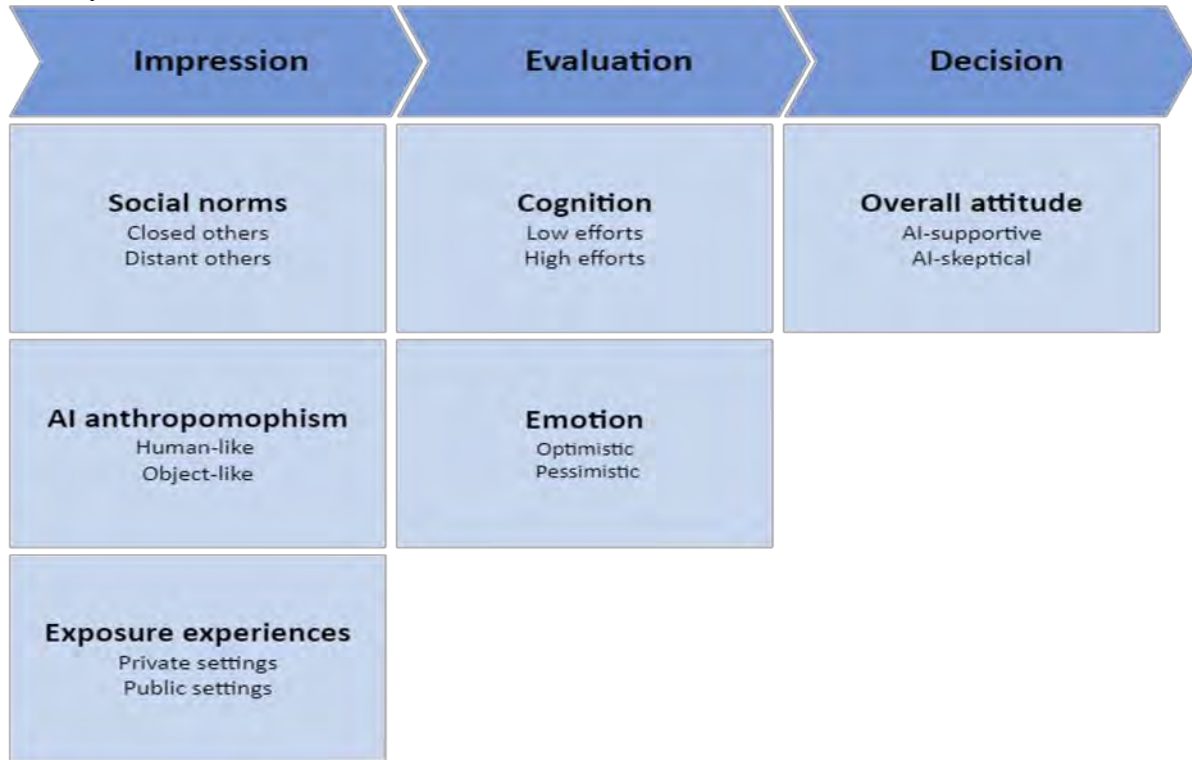 Impression
Evaluation
Decision
Social norms
Closed others
Distant others
Cognition
Low efforts
High efforts
Overall attitude
AI-supportive
AI-skeptical
AI anthropomophism
Human-like
Object-like
Emotion
Optimistic
Pessimistic
Exposure experiences
Private settings
Public settings